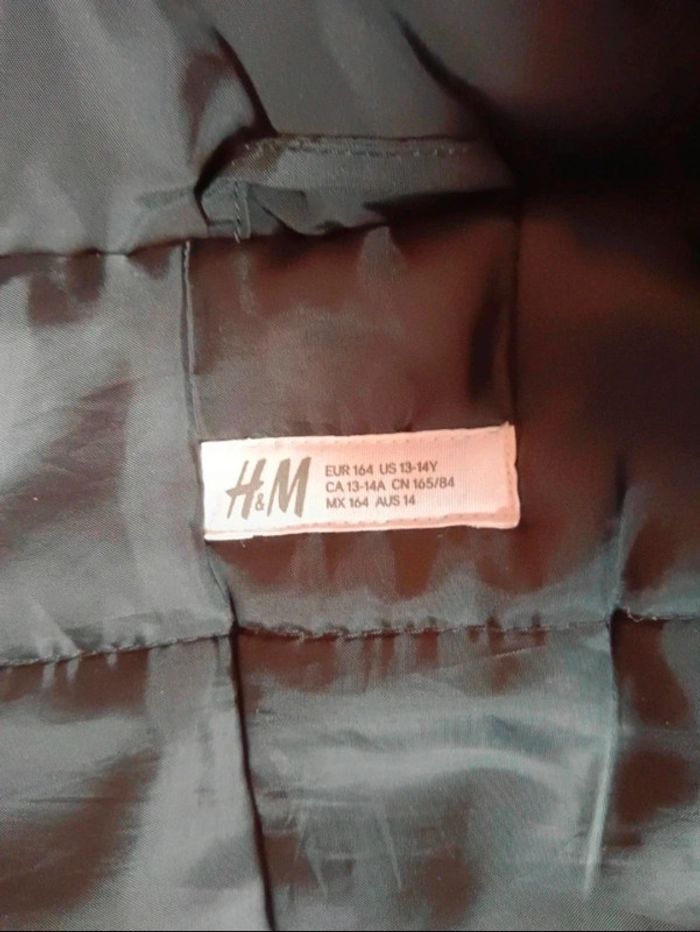 H&M
EUR 164 US 13-14Y
CA 13-14A CN 165/84
MX 164 AUS 14